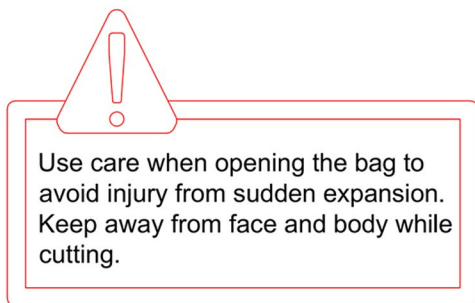 Use care when opening the bag to
avoid injury from sudden expansion.
Keep away from face and body while
cutting.